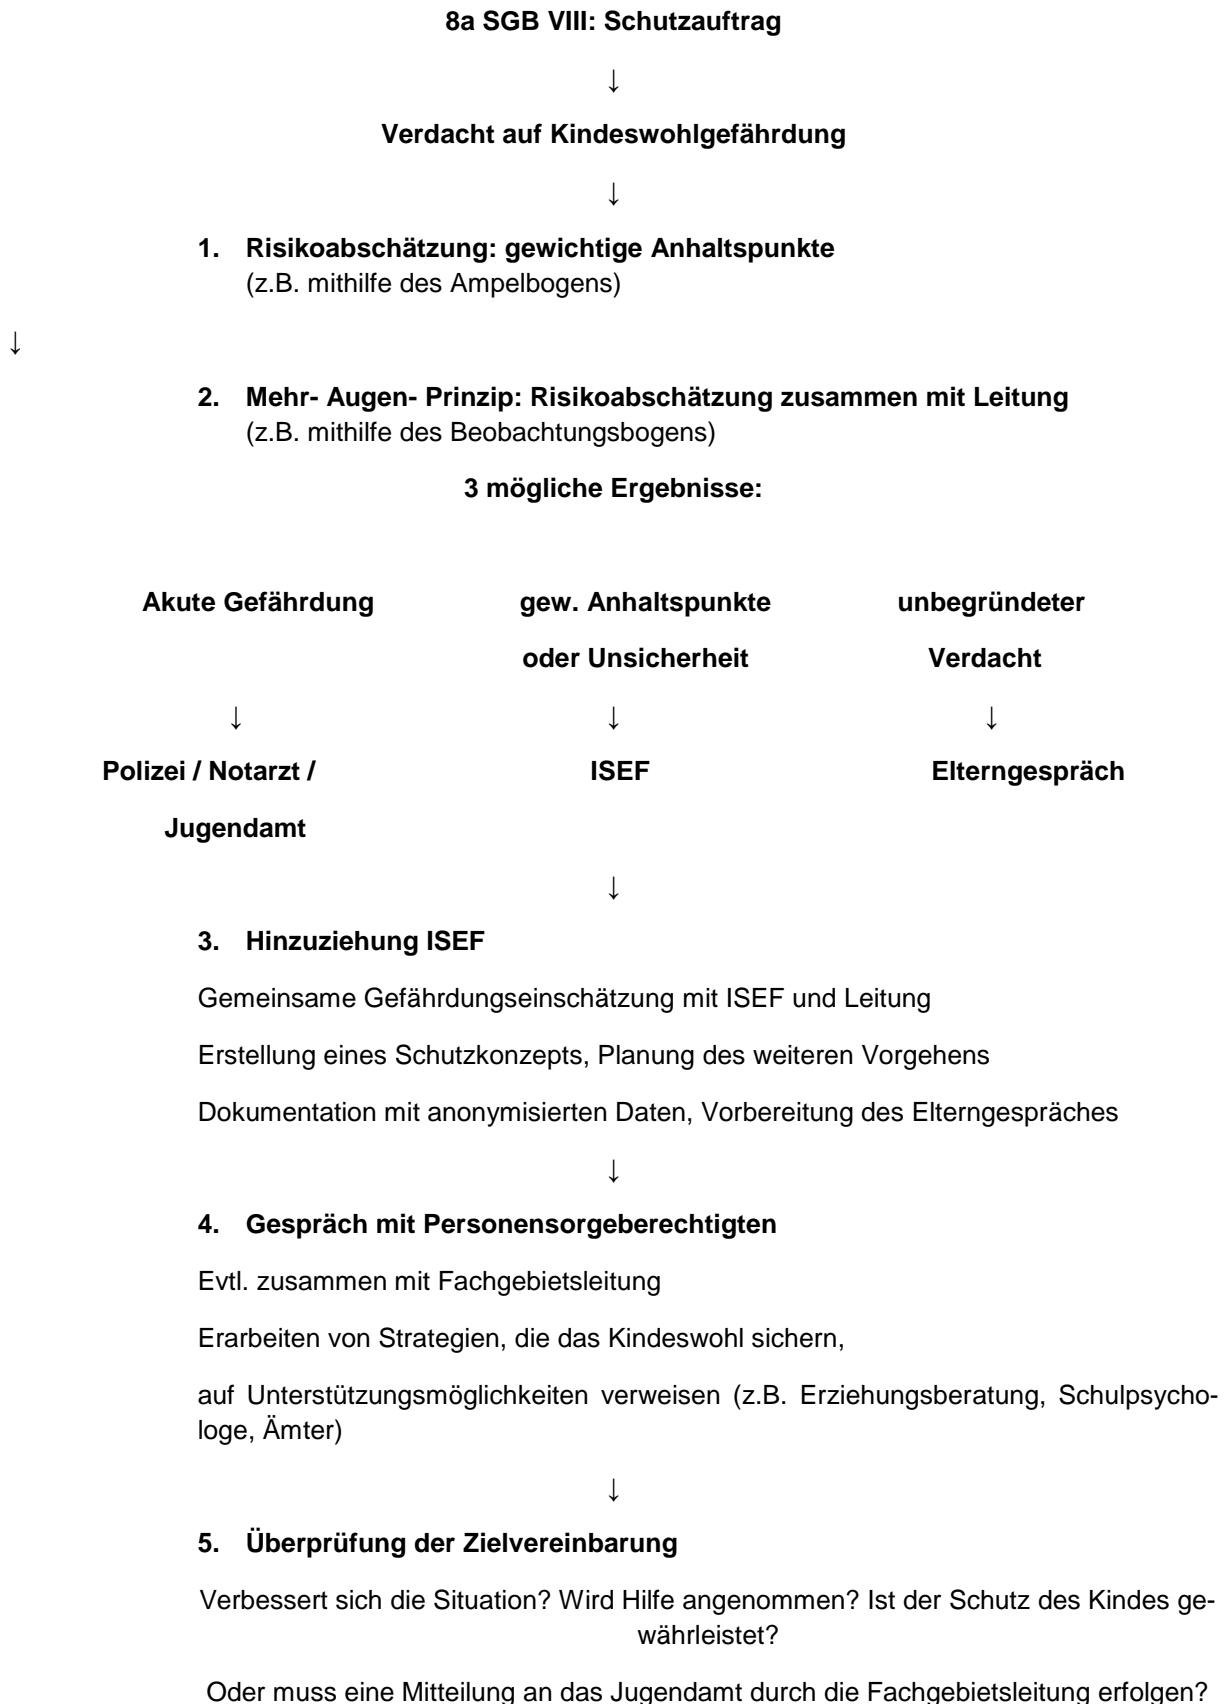 8a SGB VIII: Schutzauftrag
↓
Verdacht auf Kindeswohlgefährdung
↓
1. Risikoabschätzung: gewichtige Anhaltspunkte
(z.B. mithilfe des Ampelbogens)
↓
2. Mehr- Augen- Prinzip: Risikoabschätzung zusammen mit Leitung
(z.B. mithilfe des Beobachtungsbogens)
3 mögliche Ergebnisse:
Akute Gefährdung gew. Anhaltspunkte unbegründeter
oder Unsicherheit Verdacht
↓ ↓ ↓
Polizei / Notarzt / ISEF Elterngespräch
Jugendamt
↓
3. Hinzuziehung ISEF
Gemeinsame Gefährdungseinschätzung mit ISEF und Leitung
Erstellung eines Schutzkonzepts, Planung des weiteren Vorgehens
Dokumentation mit anonymisierten Daten, Vorbereitung des Elterngespräches
↓
4. Gespräch mit Personensorgeberechtigten
Evtl. zusammen mit Fachgebietsleitung
Erarbeiten von Strategien, die das Kindeswohl sichern,
auf Unterstützungsmöglichkeiten verweisen (z.B. Erziehungsberatung, Schulpsycho-
loge, Ämter)
↓
5. Überprüfung der Zielvereinbarung
Verbessert sich die Situation? Wird Hilfe angenommen? Ist der Schutz des Kindes ge-
währleistet?
Oder muss eine Mitteilung an das Jugendamt durch die Fachgebietsleitung erfolgen?